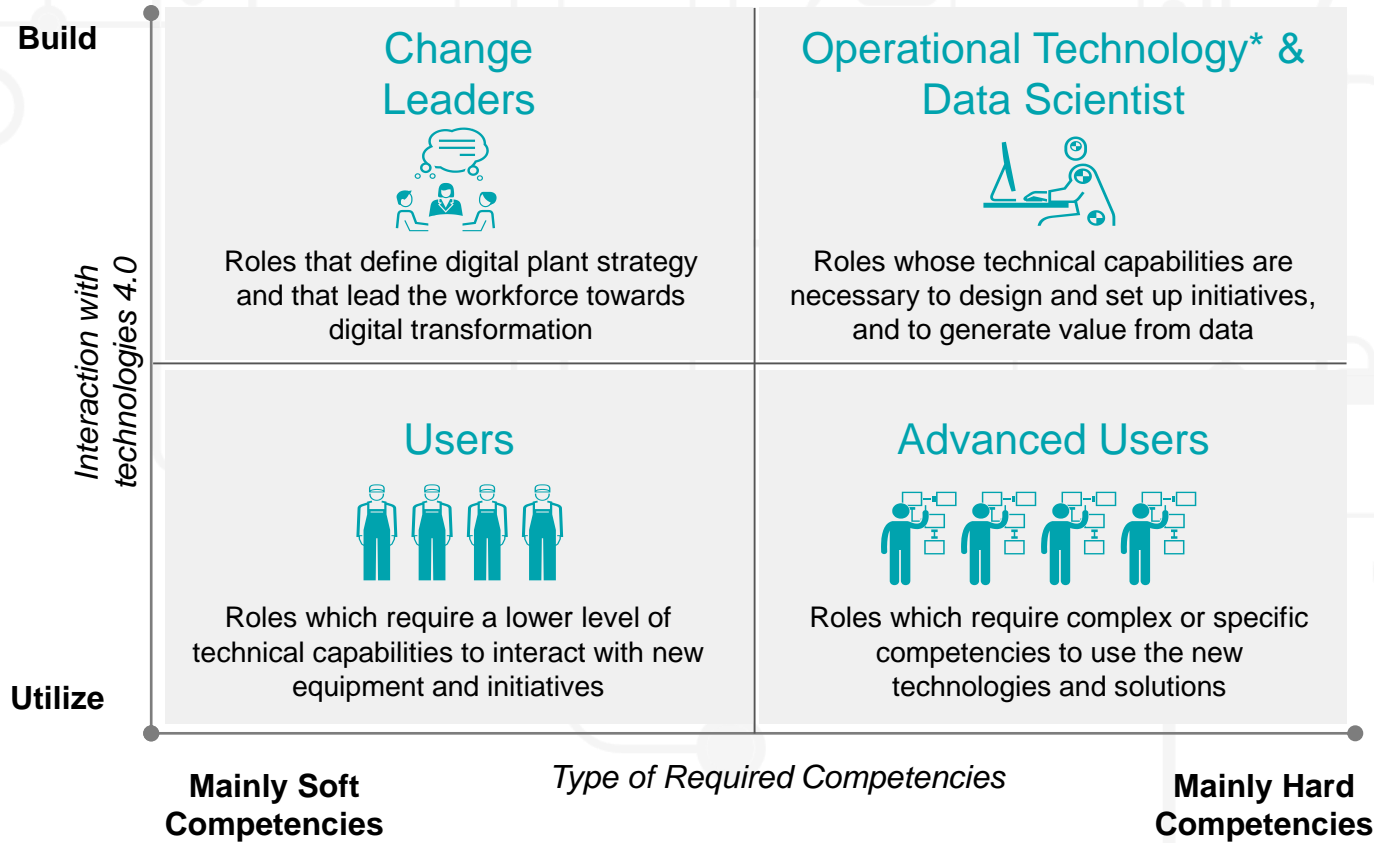 Build
Change
Leaders
Roles that define digital plant strategy
and that lead the workforce towards
digital transformation
Operational Technology* &
Data Scientist
Roles whose technical capabilities are
necessary to design and set up initiatives,
and to generate value from data
Interaction with
technologies 4.0
Users
Roles which require a lower level of
technical capabilities to interact with new
equipment and initiatives
Advanced Users
Roles which require complex or specific
competencies to use the new
technologies and solutions
Utilize
Mainly Soft
Competencies
Type of Required Competencies
Mainly Hard
Competencies